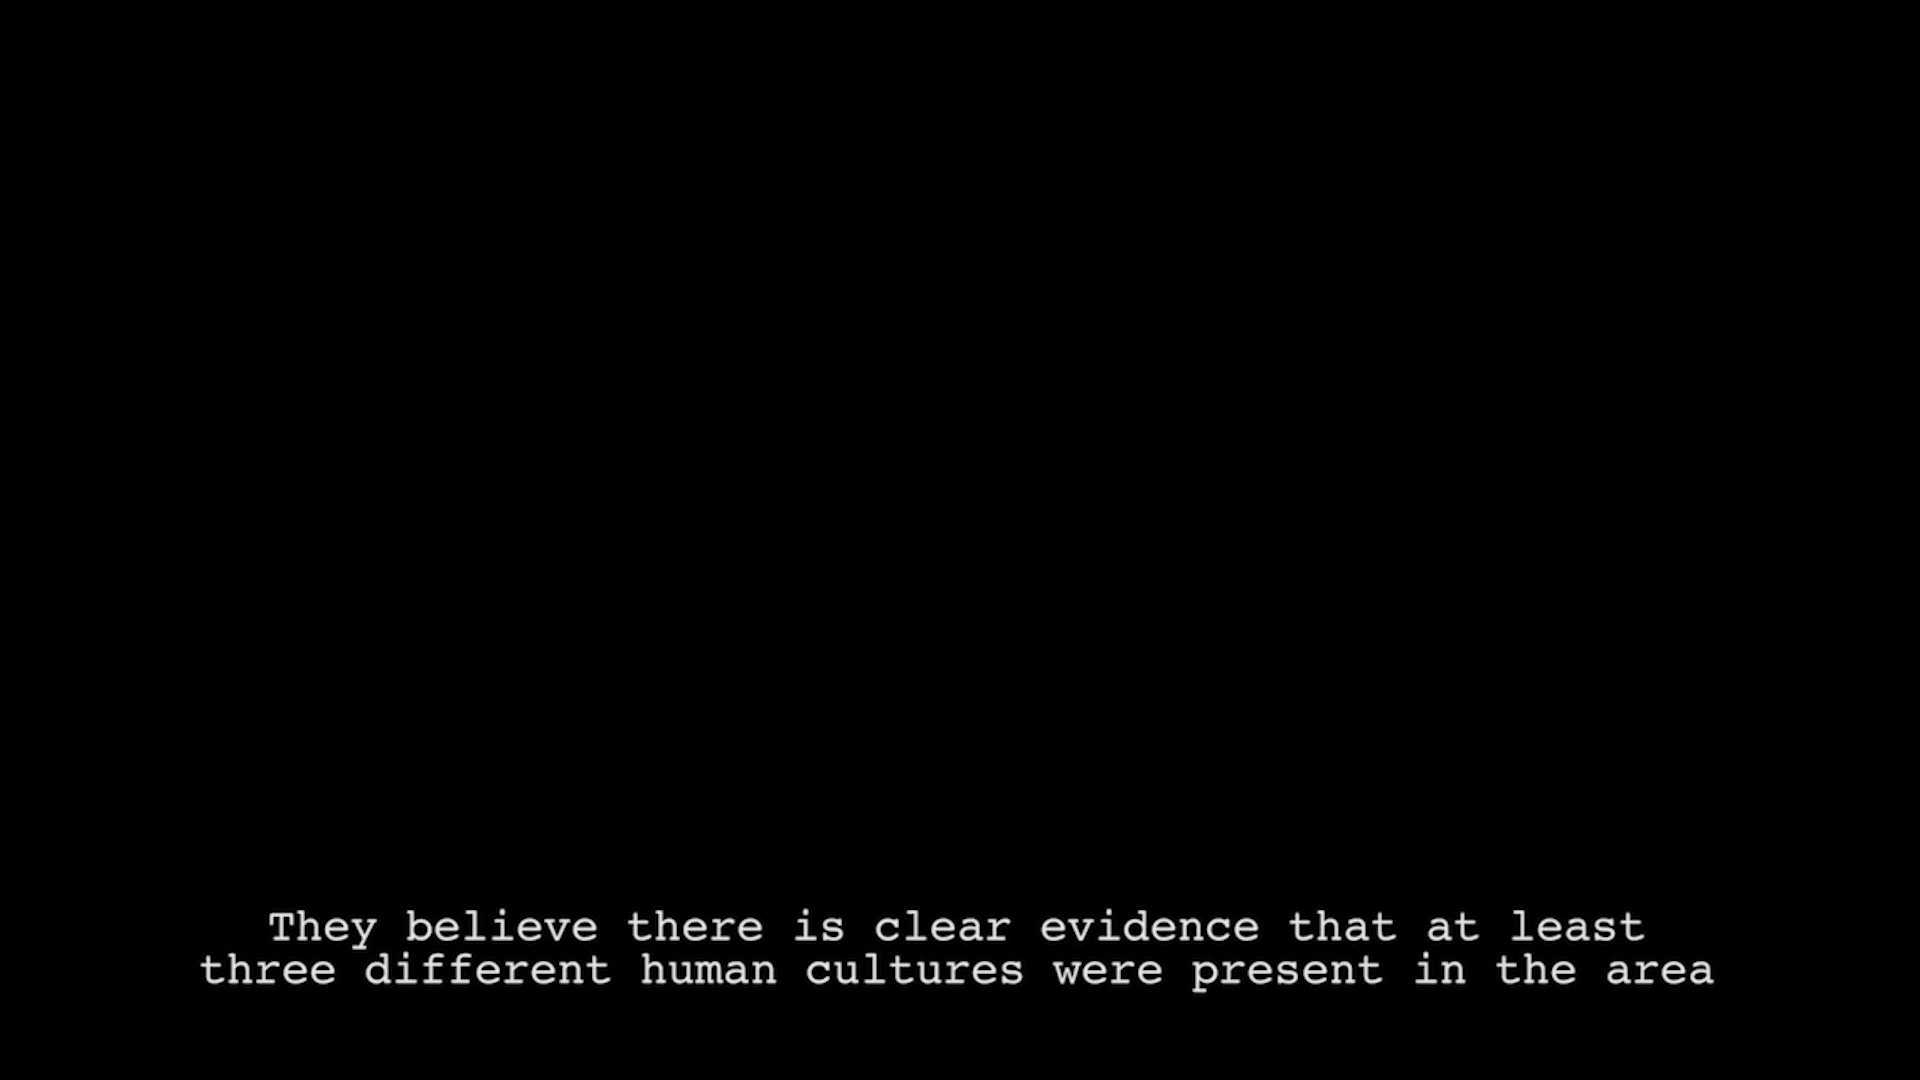 They believe there is clear evidence that at least
three different human cultures were present in the area